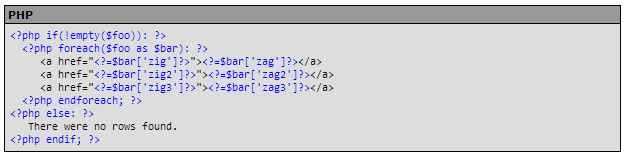 PHP
<?php if(!empty($foo)): ?>
  <?php foreach($foo as $bar): ?>
     <a href="<?=$bar['zig']?>"><?=$bar['zag']?></a>
     <a href="<?=$bar['zig2']?>"><?=$bar['zag2']?></a>
     <a href="<?=$bar['zig3']?>"><?=$bar['zag3']?></a>
  <?php endforeach; ?>
<?php else: ?>
   There were no rows found.
<?php endif; ?>